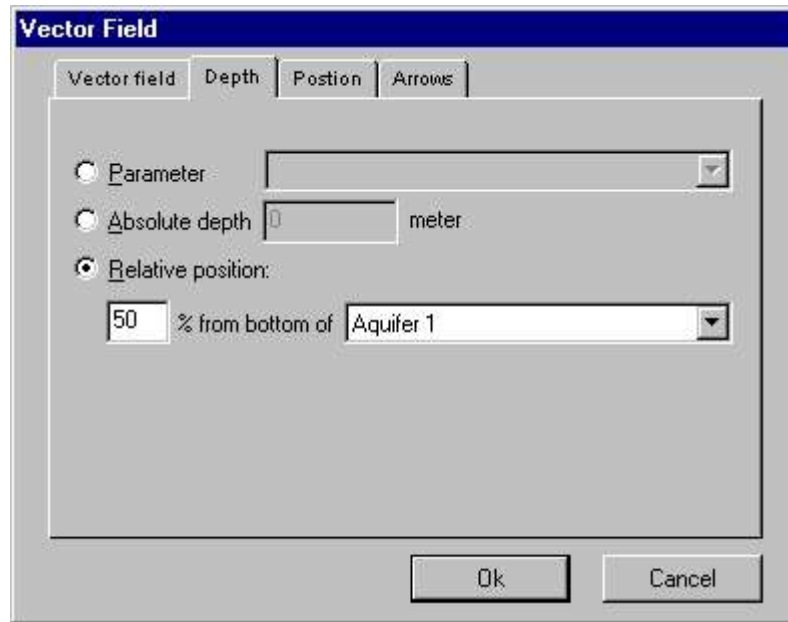 Vector Field
Vector field Depth Postion Arrows
Parameter
Absolute depth 0 meter
Relative position:
50 % from bottom of Aquifer 1
Ok Cancel